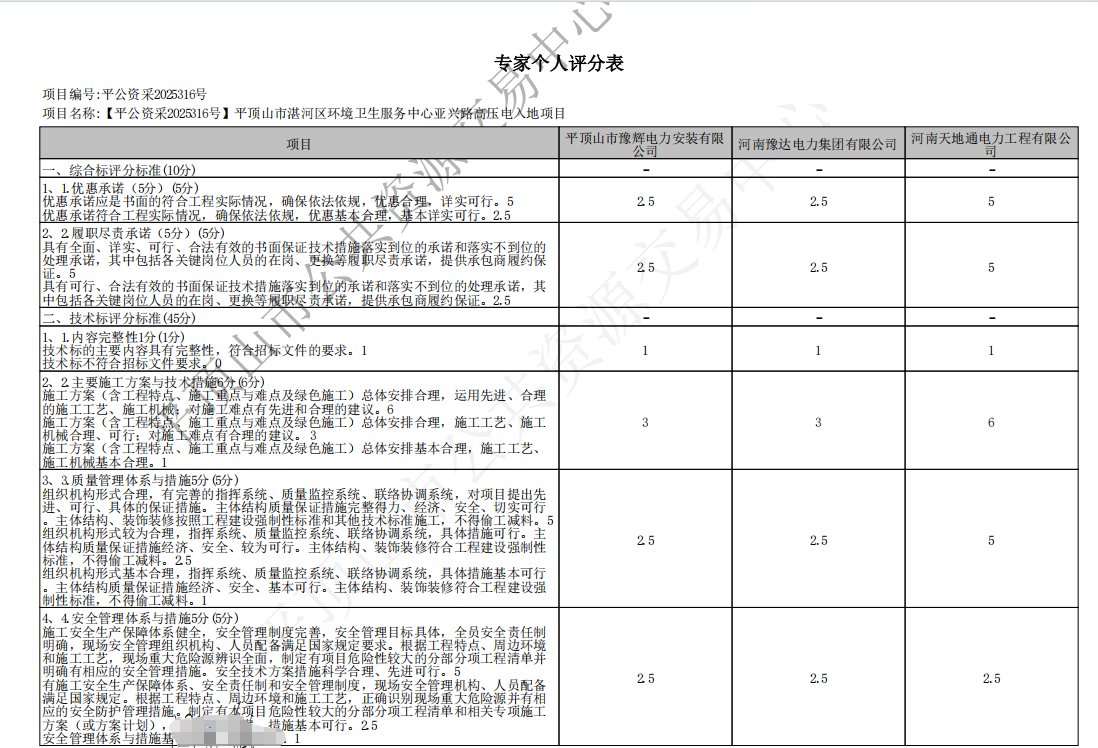 专家个人评分表
项目编号:平公资采2025316号
项目名称:【平公资采2025316号】平顶山市湛河区环境卫生服务中心亚兴路高压电入地项目
项目 平顶山市豫辉电力安装有限公司 河南豫达电力集团有限公司 河南天地通电力工程有限公司
一、综合标评分标准(10分) - - -
1、1.优惠承诺（5分）(5分)
优惠承诺应是书面的符合工程实际情况，确保依法依规，优惠合理，详实可行。5
优惠承诺符合工程实际情况，确保依法依规，优惠基本合理，基本详实可行。2.5
2.5 2.5 5
2、2.履职尽责承诺（5分）(5分)
具有全面、详实、可行、合法有效的书面保证技术措施落实到位的承诺和落实不到位的
处理承诺，其中包括各关键岗位人员的在岗、更换等履职尽责承诺，提供承包商履约保
证。5
具有可行、合法有效的书面保证技术措施落实到位的承诺和落实不到位的处理承诺，其
中包括各关键岗位人员的在岗、更换等履职尽责承诺，提供承包商履约保证。2.5
2.5 2.5 5
二、技术标评分标准(45分) - - -
1、1.内容完整性1分(1分)
技术标的主要内容具有完整性，符合招标文件的要求。1
技术标不符合招标文件要求。0
1 1 1
2、2.主要施工方案与技术措施6分(6分)
施工方案（含工程特点、施工重点与难点及绿色施工）总体安排合理，运用先进、合理
的施工工艺、施工机械；对施工难点有先进和合理的建议。6
施工方案（含工程特点、施工重点与难点及绿色施工）总体安排合理，施工工艺、施工
机械合理、可行；对施工难点有合理的建议。3
施工方案（含工程特点、施工重点与难点及绿色施工）总体安排基本合理，施工工艺、
施工机械基本合理。1
3 3 6
3、3.质量管理体系与措施5分(5分)
组织机构形式合理，有完善的指挥系统、质量监控系统、联络协调系统，对项目提出先
进、可行、具体的保证措施。主体结构质量保证措施完整得力、经济、安全、切实可行
。主体结构、装饰装修按照工程建设强制性标准和其他技术标准施工，不得偷工减料。5
组织机构形式较为合理，指挥系统、质量监控系统、联络协调系统，具体措施可行。主
体结构质量保证措施经济、安全、较为可行。主体结构、装饰装修符合工程建设强制性
标准，不得偷工减料。2.5
组织机构形式基本合理，指挥系统、质量监控系统、联络协调系统，具体措施基本可行
。主体结构质量保证措施经济、安全、基本可行。主体结构、装饰装修符合工程建设强
制性标准，不得偷工减料。1
2.5 2.5 5
4、4.安全管理体系与措施5分(5分)
施工安全生产保障体系健全，安全管理制度完善，安全管理目标具体，全员安全责任制
明确，现场安全管理组织机构、人员配备满足国家规定要求。根据工程特点、周边环境
和施工工艺，现场重大危险源辨识全面，制定有项目危险性较大的分部分项工程清单并
明确有相应的安全管理措施。安全技术方案措施科学合理、先进可行。5
有施工安全生产保障体系、安全责任制和安全管理制度，现场安全管理机构、人员配备
满足国家规定。根据工程特点、周边环境和施工工艺，正确识别现场重大危险源并有相
应的安全防护管理措施。制定有本项目危险性较大的分部分项工程清单和相关专项施工
方案（或方案计划），措施基本可行。2.5
安全管理体系与措施基 。1
2.5 2.5 2.5
平顶山市公共资源交易中心
平顶山市公共资源交易中心